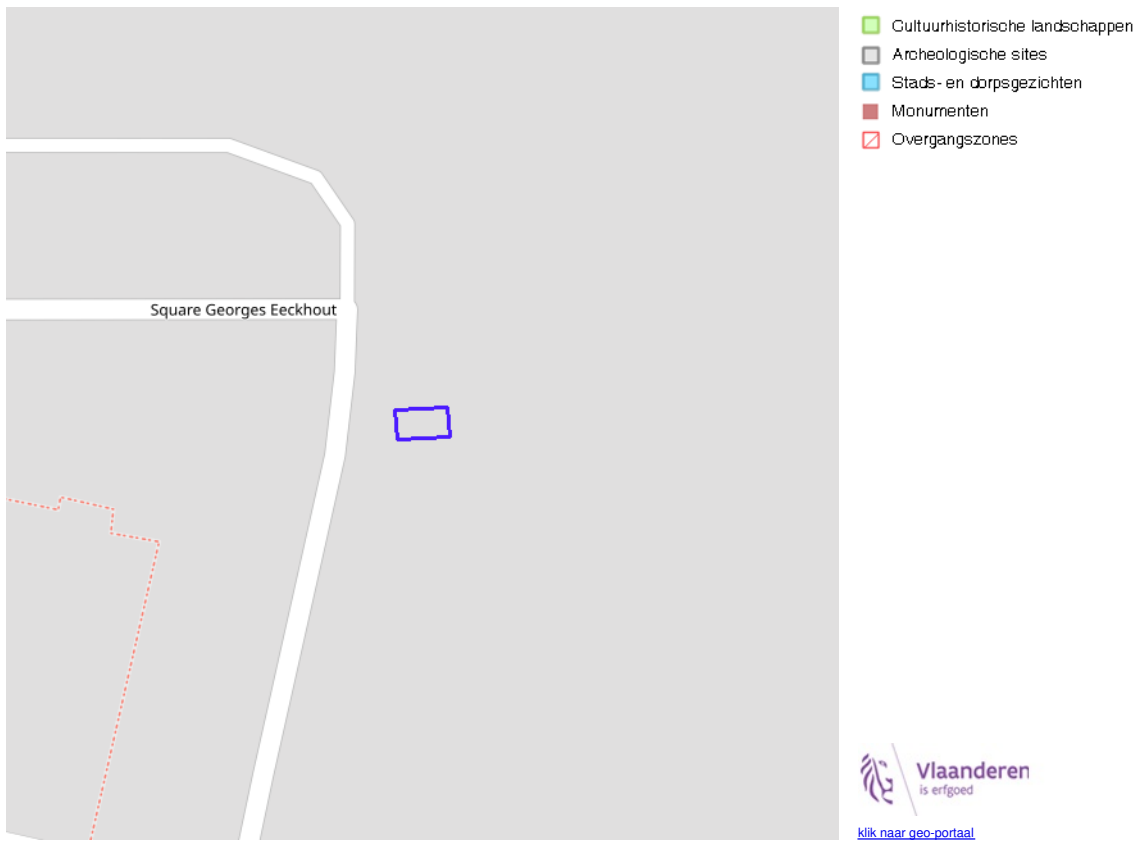 Square Georges Eeckhout
Cultuurhistorische landschappen
Archeologische sites
Stads- en dorpsgezichten
Monumenten
Overgangszones
Vlaanderen
is erfgoed
klik naar geo-portaal